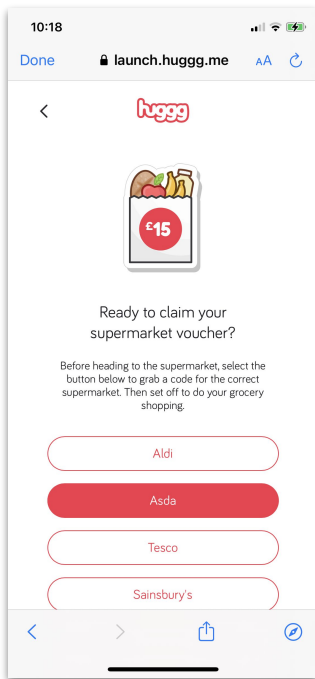 10:18
Done launch.huggg.me AA
huggg
£15
Ready to claim your
supermarket voucher?
Before heading to the supermarket, select the
button below to grab a code for the correct
supermarket. Then set off to do your grocery
shopping.
Aldi
Asda
Tesco
Sainsbury's